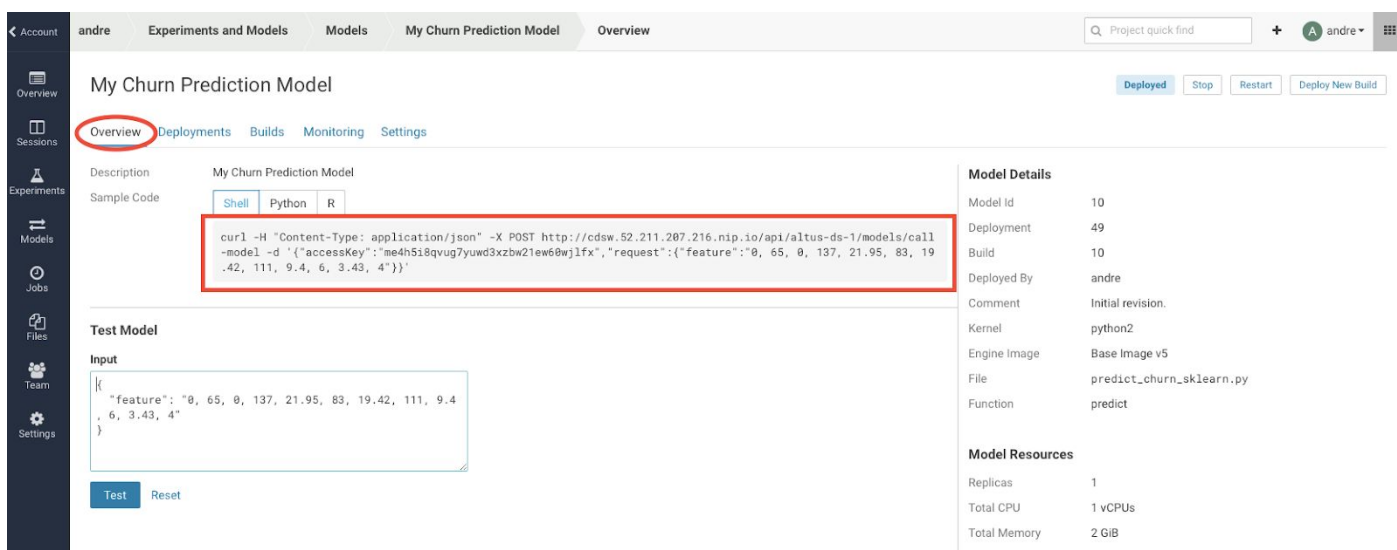 Account
andre Experiments and Models Models My Churn Prediction Model Overview
Project quick find
+
A andre
Overview
Sessions
Experiments
Models
Jobs
Files
Team
Settings
My Churn Prediction Model
Deployed Stop Restart Deploy New Build
Overview Deployments Builds Monitoring Settings
Description My Churn Prediction Model
Sample Code
Shell Python R
curl -H "Content-Type: application/json" -X POST http://cdsw.52.211.207.216.nip.io/api/altus-ds-1/models/call
-model -d '{"accessKey":"me4h5i8qvug7yuwd3xzbw21ew60wjlfx","request":{"feature":"0, 65, 0, 137, 21.95, 83, 19
.42, 111, 9.4, 6, 3.43, 4"}}'
Test Model
Input
{
"feature": "0, 65, 0, 137, 21.95, 83, 19.42, 111, 9.4
, 6, 3.43, 4"
}
Test Reset
Model Details
Model Id 10
Deployment 49
Build 10
Deployed By andre
Comment Initial revision.
Kernel python2
Engine Image Base Image v5
File predict_churn_sklearn.py
Function predict
Model Resources
Replicas 1
Total CPU 1 vCPUs
Total Memory 2 GiB